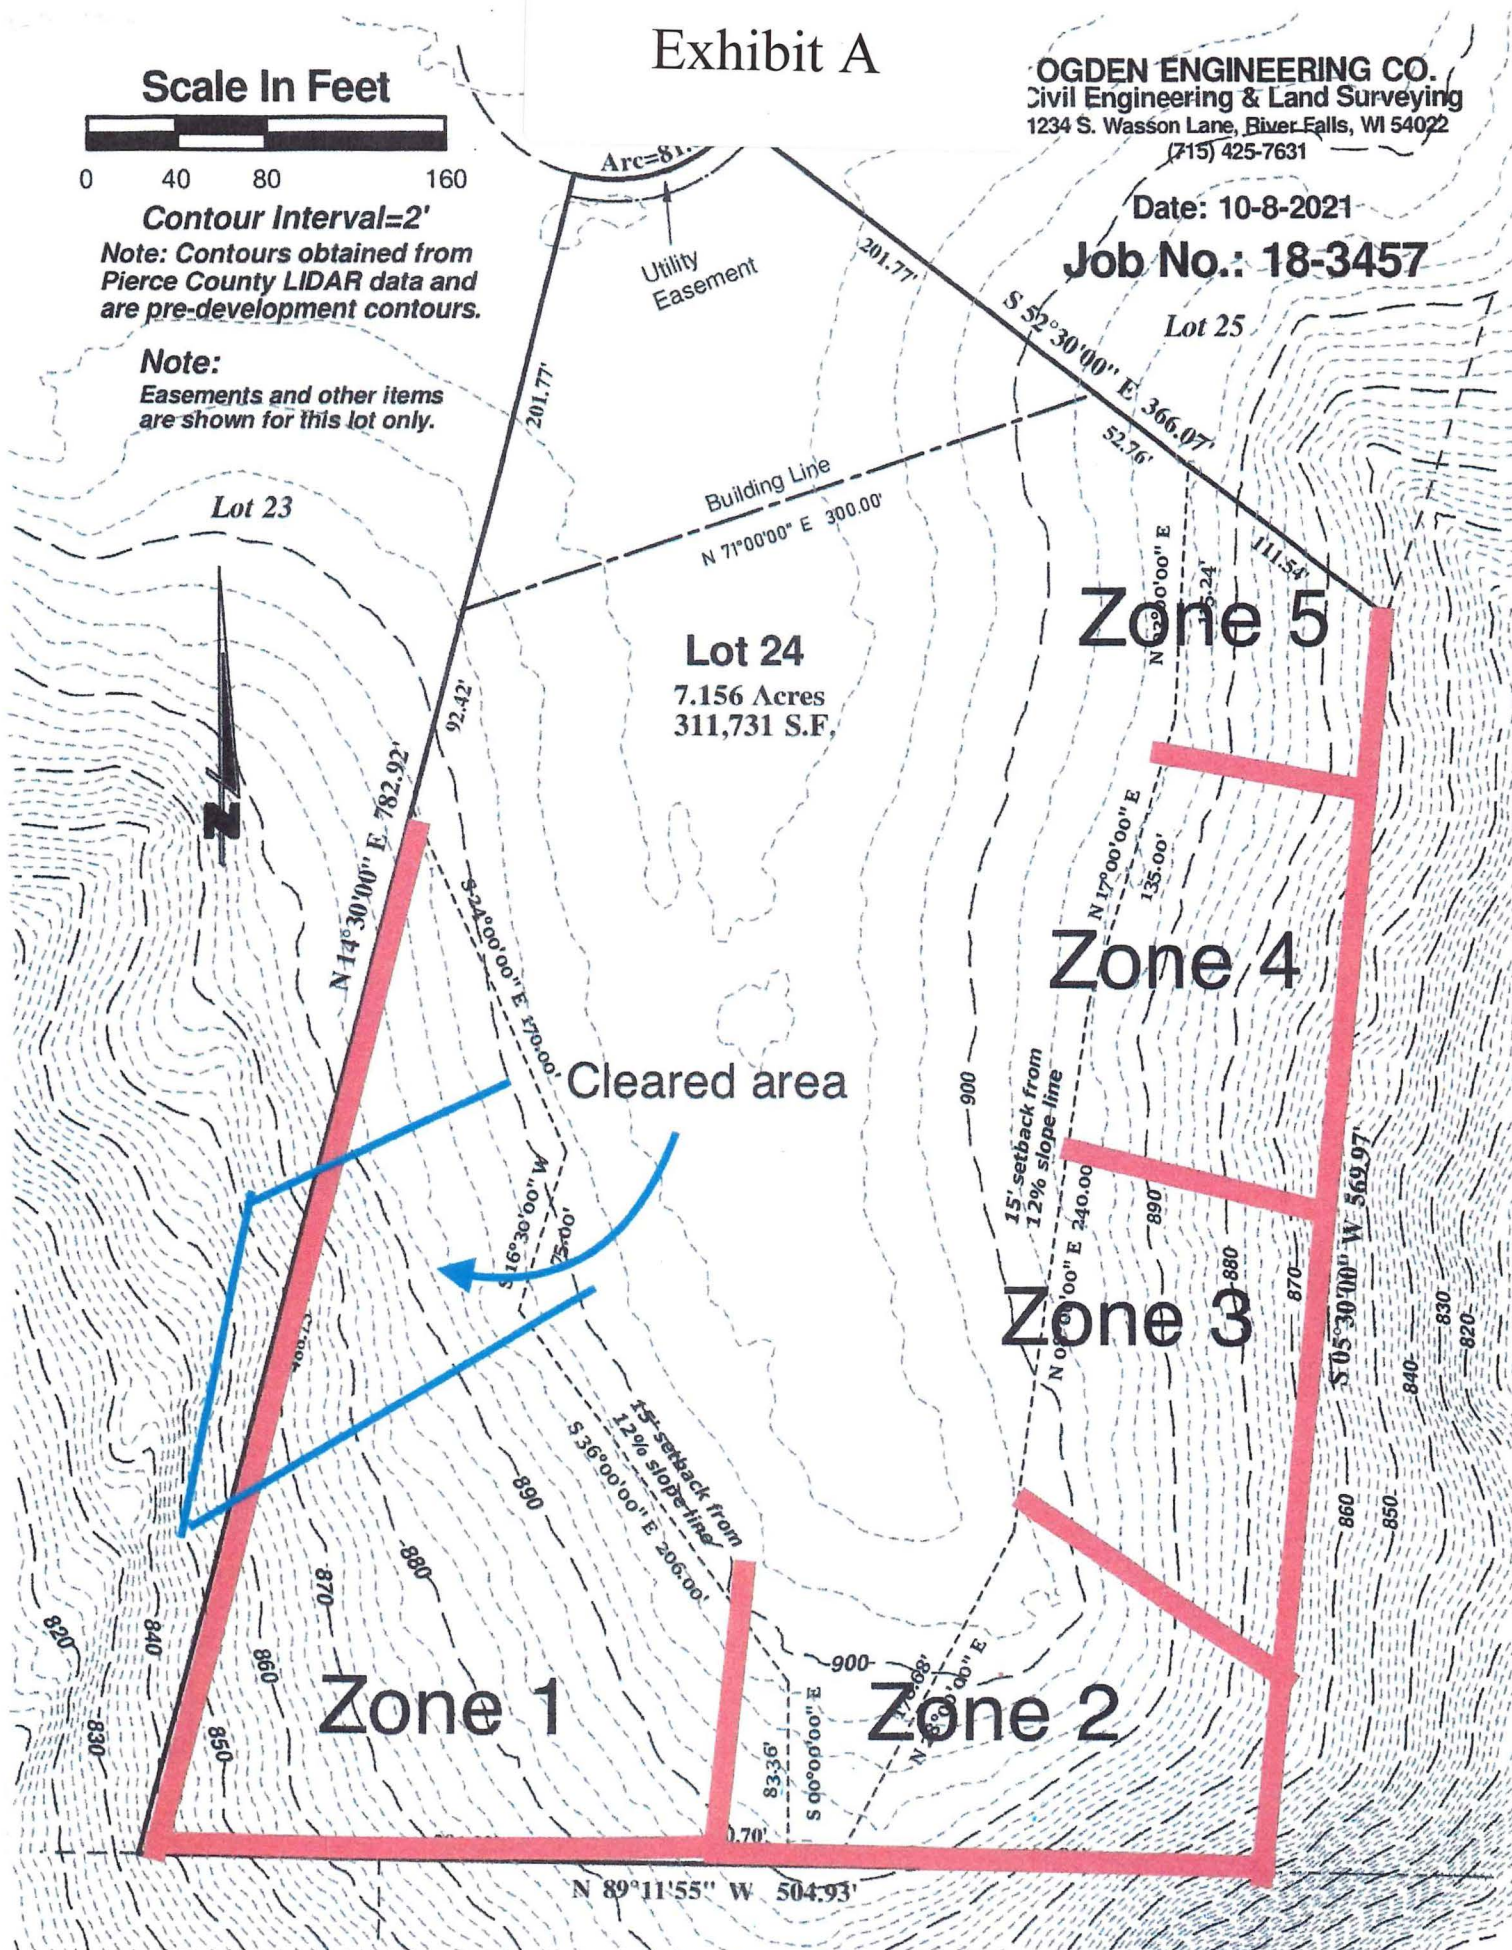 Exhibit A
Scale In Feet
0 40 80 160
Contour Interval=2'
Note: Contours obtained from
Pierce County LIDAR data and
are pre-development contours.
Note:
Easements and other items
are shown for this lot only.
OGDEN ENGINEERING CO.
Civil Engineering & Land Surveying
1234 S. Wasson Lane, River Falls, WI 54022
(715) 425-7631
Date: 10-8-2021
Job No.: 18-3457
Utility
Easement
201.77'
S 52°30'00" E 366.07'
Lot 25
201.77'
52.76'
Building Line
N 71°00'00" E 300.00'
111.54'
Lot 23
Zone 5
Lot 24
7.156 Acres
311,731 S.F.
92.42'
N 14°30'00" E 782.92'
N
N 17°00'00" E
135.00'
S 24°00'00" E 170.00'
Zone 4
Cleared area
900
15' setback from
12% slope line
S 16°30'00" W
75.00'
240.00
890
880
870
S 05°30'00" W 569.97'
830
820
840
Zone 3
15' setback from
12% slope line
S 36°00'00" E 206.00'
890
880
870
860
850
820
840
860
830
850
Zone 1
900
Zone 2
83.36'
S 00°00'00" E
N 89°11'55" W 504.93'